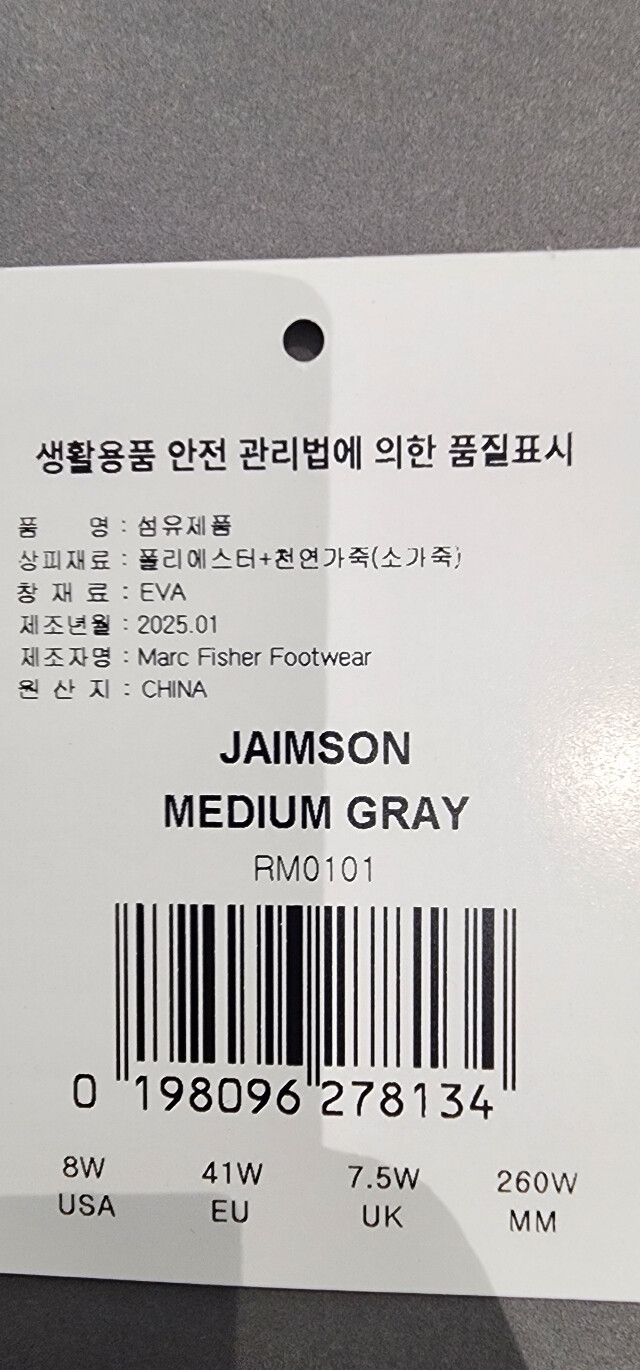 생활용품 안전 관리법에 의한 품질표시
품 명 : 섬유제품
상피재료 : 폴리에스터+천연가죽(소가죽)
창 재 료 : EVA
제조년월 : 2025.01
제조자명 : Marc Fisher Footwear
원 산 지 : CHINA
JAIMSON
MEDIUM GRAY
RM0101
0 198096 278134
8W 41W 7.5W 260W
USA EU UK MM